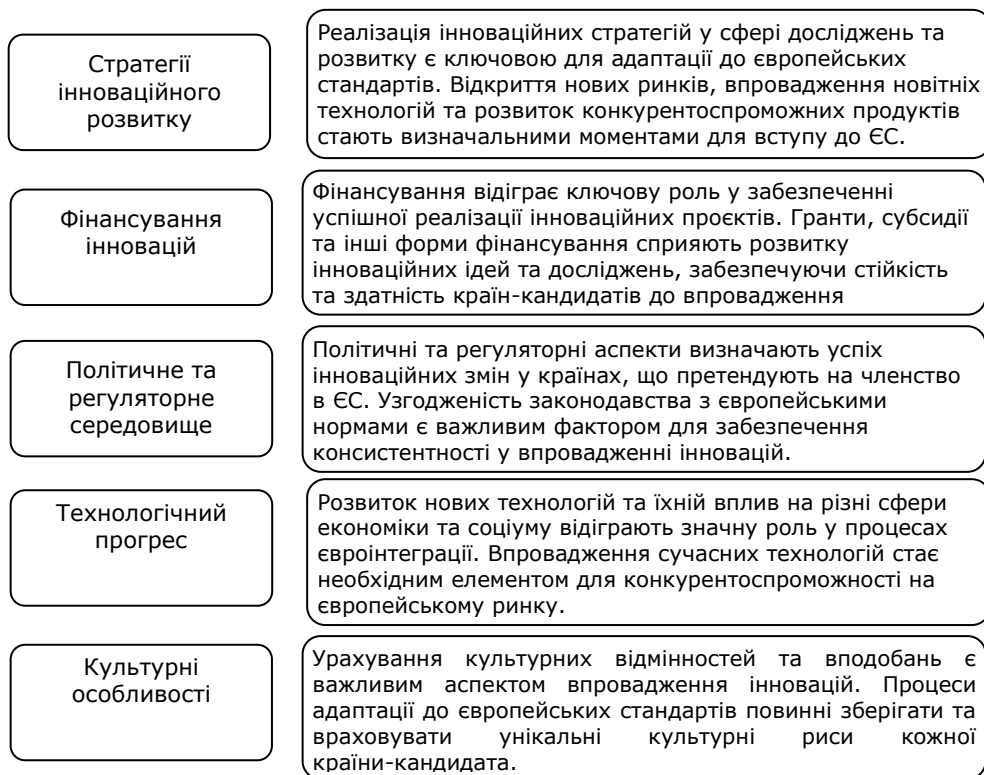 Стратегії
інноваційного
розвитку
Реалізація інноваційних стратегій у сфері досліджень та
розвитку є ключовою для адаптації до європейських
стандартів. Відкриття нових ринків, впровадження новітніх
технологій та розвиток конкурентоспроможних продуктів
стають визначальними моментами для вступу до ЄС.
Фінансування
інновацій
Фінансування відіграє ключову роль у забезпеченні
успішної реалізації інноваційних проєктів. Гранти, субсидії
та інші форми фінансування сприяють розвитку
інноваційних ідей та досліджень, забезпечуючи стійкість
та здатність країн-кандидатів до впровадження
Політичне та
регуляторне
середовище
Політичні та регуляторні аспекти визначають успіх
інноваційних змін у країнах, що претендують на членство
в ЄС. Узгодженість законодавства з європейськими
нормами є важливим фактором для забезпечення
консистентності у впровадженні інновацій.
Технологічний
прогрес
Розвиток нових технологій та їхній вплив на різні сфери
економіки та соціуму відіграють значну роль у процесах
євроінтеграції. Впровадження сучасних технологій стає
необхідним елементом для конкурентоспроможності на
європейському ринку.
Культурні
особливості
Урахування культурних відмінностей та вподобань є
важливим аспектом впровадження інновацій. Процеси
адаптації до європейських стандартів повинні зберігати та
враховувати унікальні культурні риси кожної
країни-кандидата.